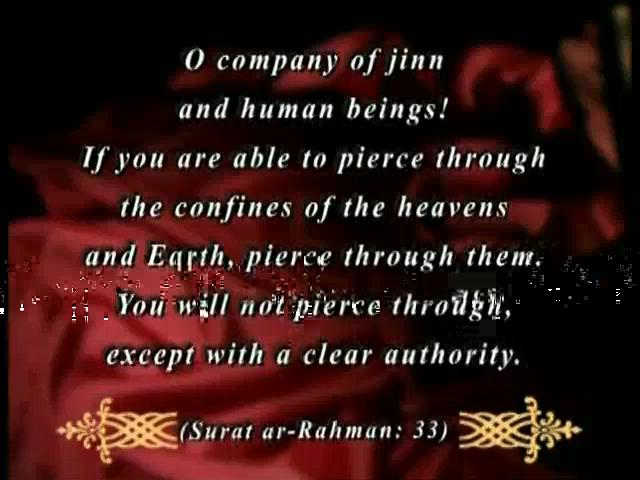 O company of jinn
and human beings!
If you are able to pierce through
the confines of the heavens
and Earth, pierce through them.
You will not pierce through,
except with a clear authority.
(Surat ar-Rahman: 33)